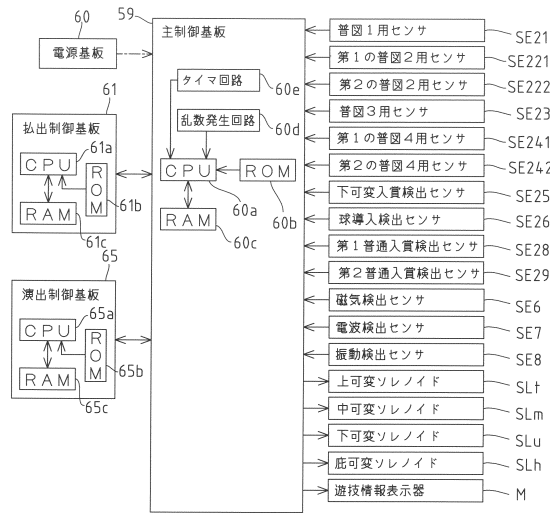 60
電源基板
61
払出制御基板
61a
CPU
ROM
61b
RAM
61c
65
演出制御基板
65a
CPU
ROM
65b
RAM
65c
59
主制御基板
タイマ回路
60e
乱数発生回路
60d
CPU
60a
ROM
60b
RAM
60c
普図1用センサ
SE21
第1の普図2用センサ
SE221
第2の普図2用センサ
SE222
普図3用センサ
SE23
第1の普図4用センサ
SE241
第2の普図4用センサ
SE242
下可変入賞検出センサ
SE25
球導入検出センサ
SE26
第1普通入賞検出センサ
SE28
第2普通入賞検出センサ
SE29
磁気検出センサ
SE6
電波検出センサ
SE7
振動検出センサ
SE8
上可変ソレノイド
SLt
中可変ソレノイド
SLm
下可変ソレノイド
SLu
庇可変ソレノイド
SLh
遊技情報表示器
M